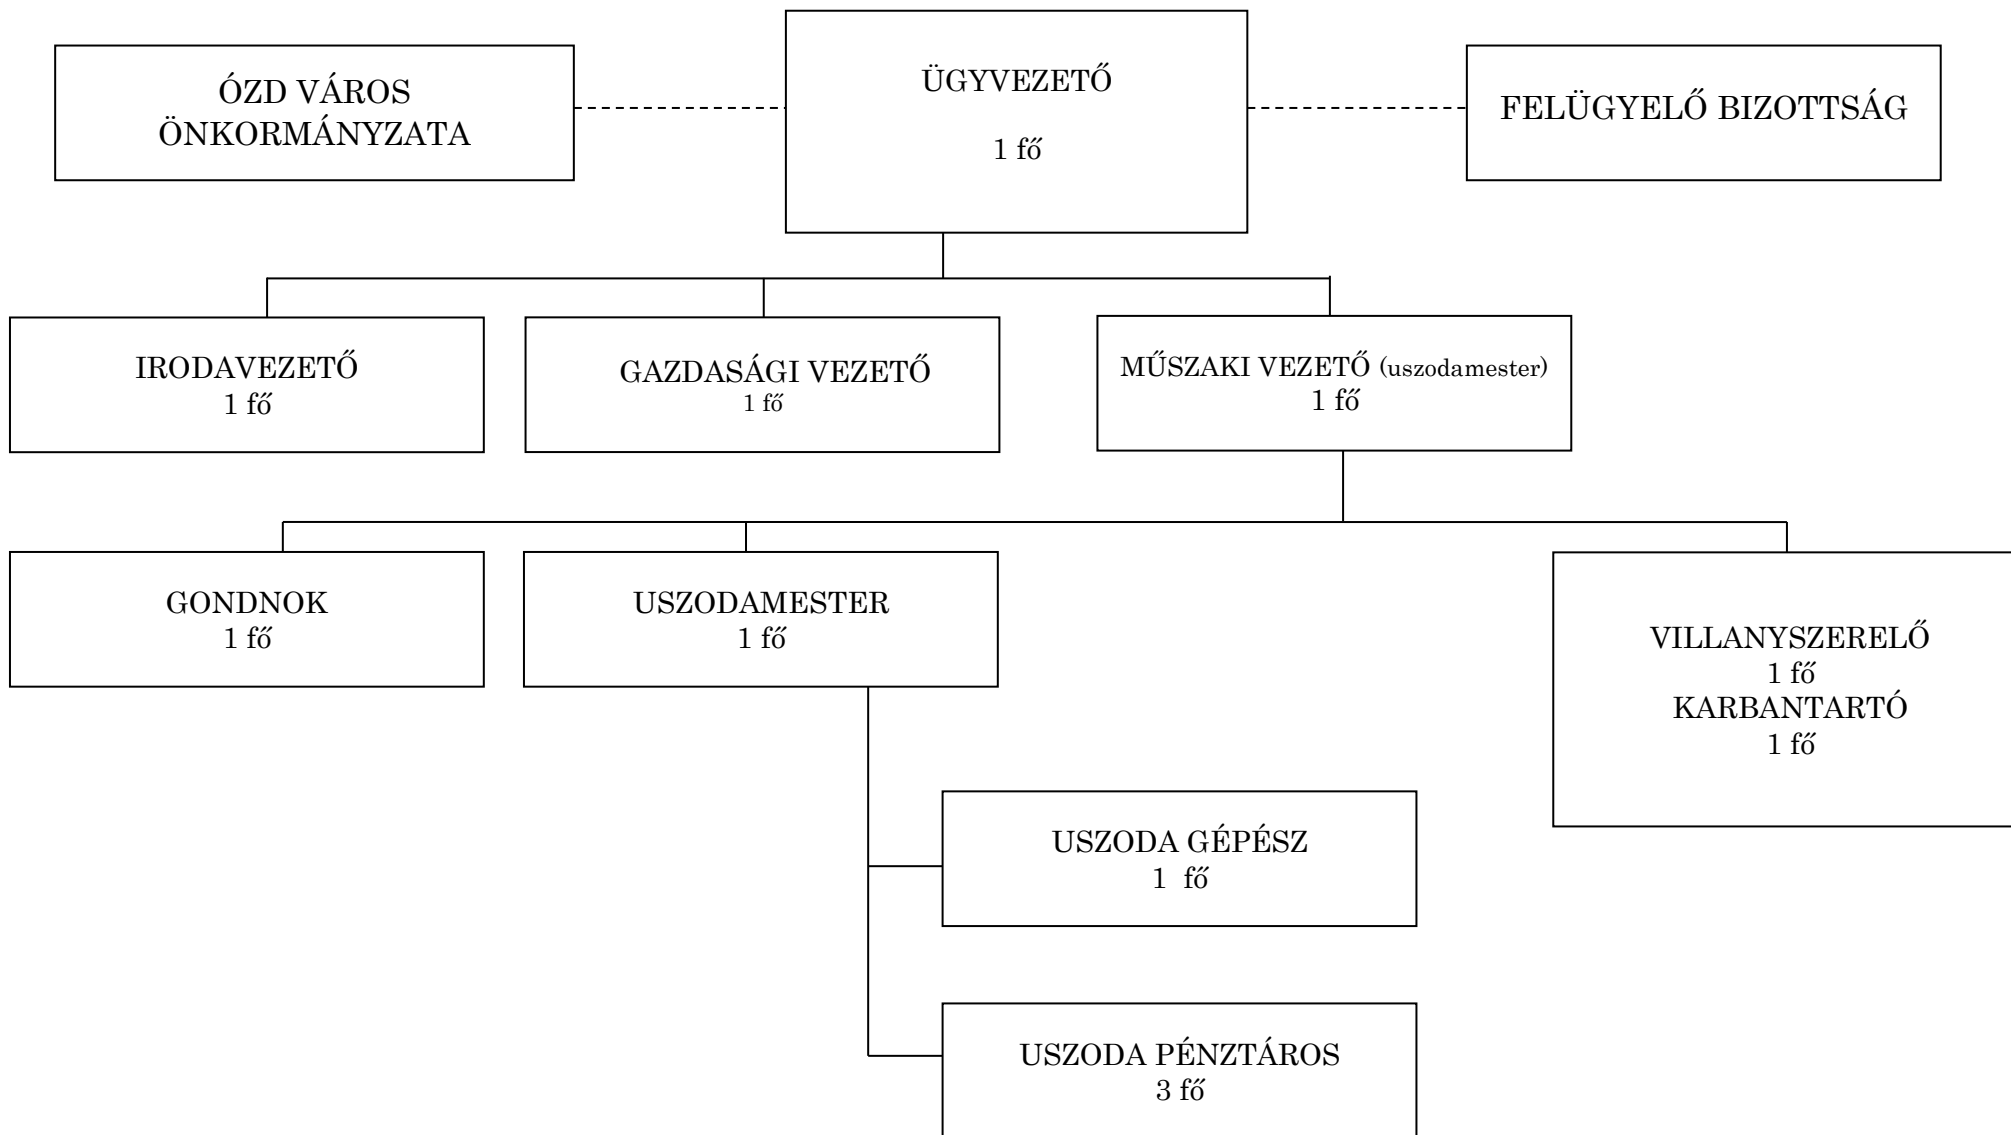 ÓZD VÁROS
ÖNKORMÁNYZATA
ÜGYVEZETŐ
1 fő
FELÜGYELŐ BIZOTTSÁG
IRODAVEZETŐ
1 fő
GAZDASÁGI VEZETŐ
1 fő
MŰSZAKI VEZETŐ (uszodamester)
1 fő
GONDNOK
1 fő
USZODAMESTER
1 fő
VILLANYSZERELŐ
1 fő
KARBANTARTÓ
1 fő
USZODA GÉPÉSZ
1 fő
USZODA PÉNZTÁROS
3 fő